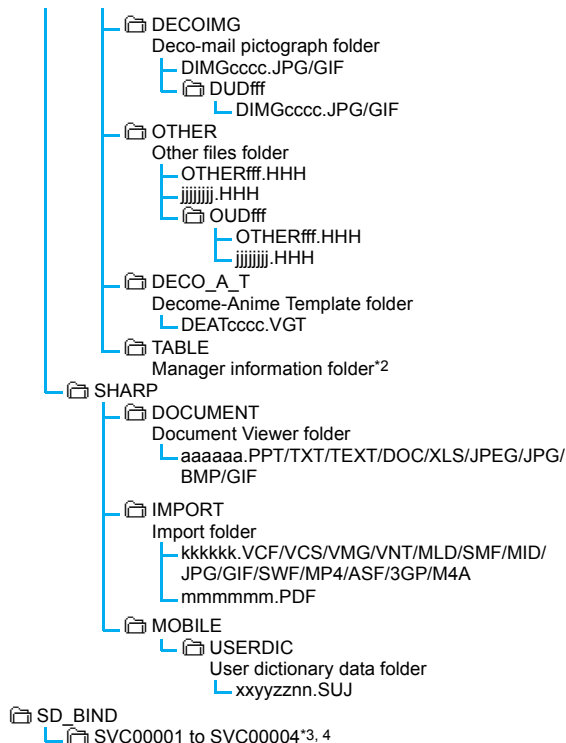 DECOIMG
Deco-mail pictograph folder
DIMGcccc.JPG/GIF
DUDfff
DIMGcccc.JPG/GIF
OTHER
Other files folder
OTHERfff.HHH
jjjjjjjj.HHH
OUDfff
OTHERfff.HHH
jjjjjjjj.HHH
DECO_A_T
Decome-Anime Template folder
DEATcccc.VGT
TABLE
Manager information folder*2
SHARP
DOCUMENT
Document Viewer folder
aaaaaa.PPT/TXT/TEXT/DOC/XLS/JPEG/JPG/
BMP/GIF
IMPORT
Import folder
kkkkkk.VCF/VCS/VMG/VNT/MLD/SMF/MID/
JPG/GIF/SWF/MP4/ASF/3GP/M4A
mmmmmm.PDF
MOBILE
USERDIC
User dictionary data folder
xxyyzznn.SUJ
SD_BIND
SVC00001 to SVC00004*3, 4